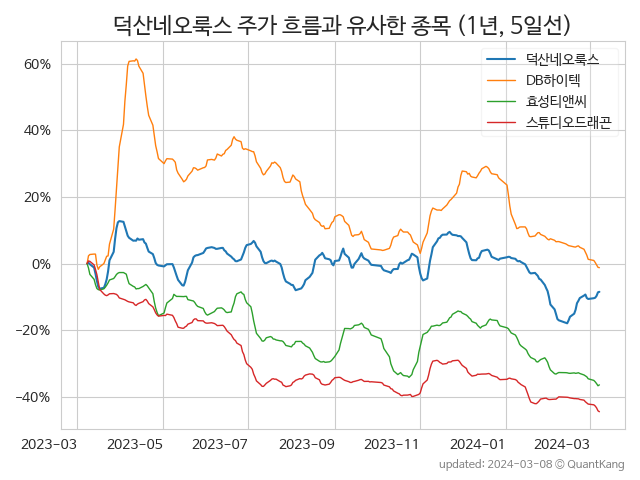 덕산네오룩스 주가 흐름과 유사한 종목 (1년, 5일선)
덕산네오룩스
DB하이텍
효성티앤씨
스튜디오드래곤
60%
40%
20%
0%
−20%
−40%
2023−03 2023−05 2023−07 2023−09 2023−11 2024−01 2024−03
updated: 2024-03-08 © QuantKang